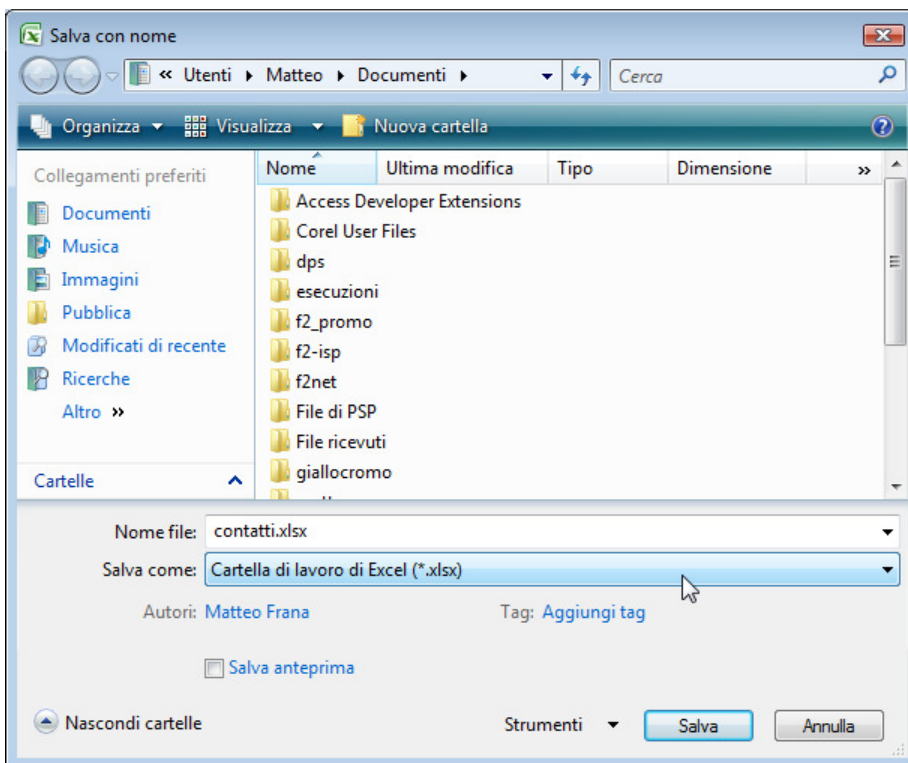 Salva con nome
« Utenti Matteo Documenti Cerca
Organizza Visualizza Nuova cartella
Collegamenti preferiti
Documenti
Musica
Immagini
Pubblica
Modificati di recente
Ricerche
Altro »
Cartelle
Nome Ultima modifica Tipo Dimensione »
Access Developer Extensions
Corel User Files
dps
esecuzioni
f2_promo
f2-isp
f2net
File di PSP
File ricevuti
giallocromo
Nome file: contatti.xlsx
Salva come: Cartella di lavoro di Excel (*.xlsx)
Autori: Matteo Frana Tag: Aggiungi tag
Salva anteprima
Nascondi cartelle Strumenti Salva Annulla